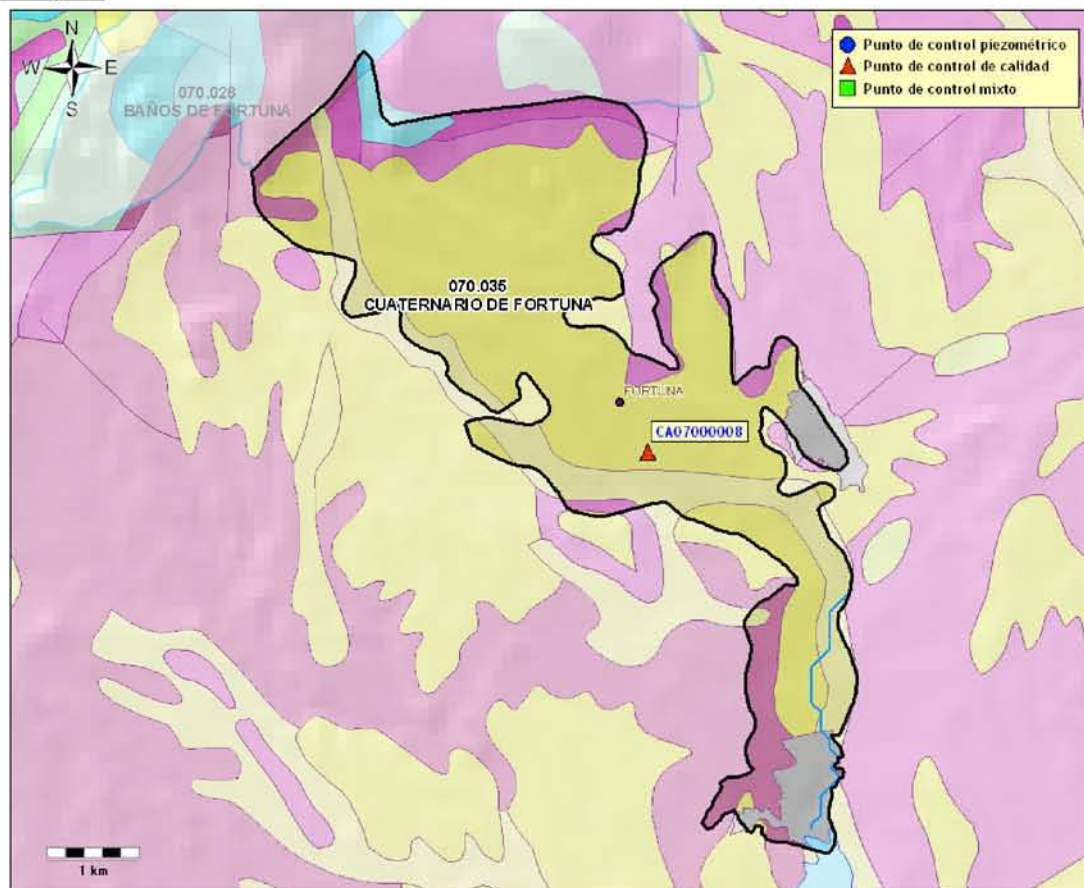 N
W E
S
070.028
BAÑOS DE FORTUNA
Punto de control piezométrico
Punto de control de calidad
Punto de control mixto
070.035
CUATERNARIO DE FORTUNA
FORTUNA
CA07000008
1 km